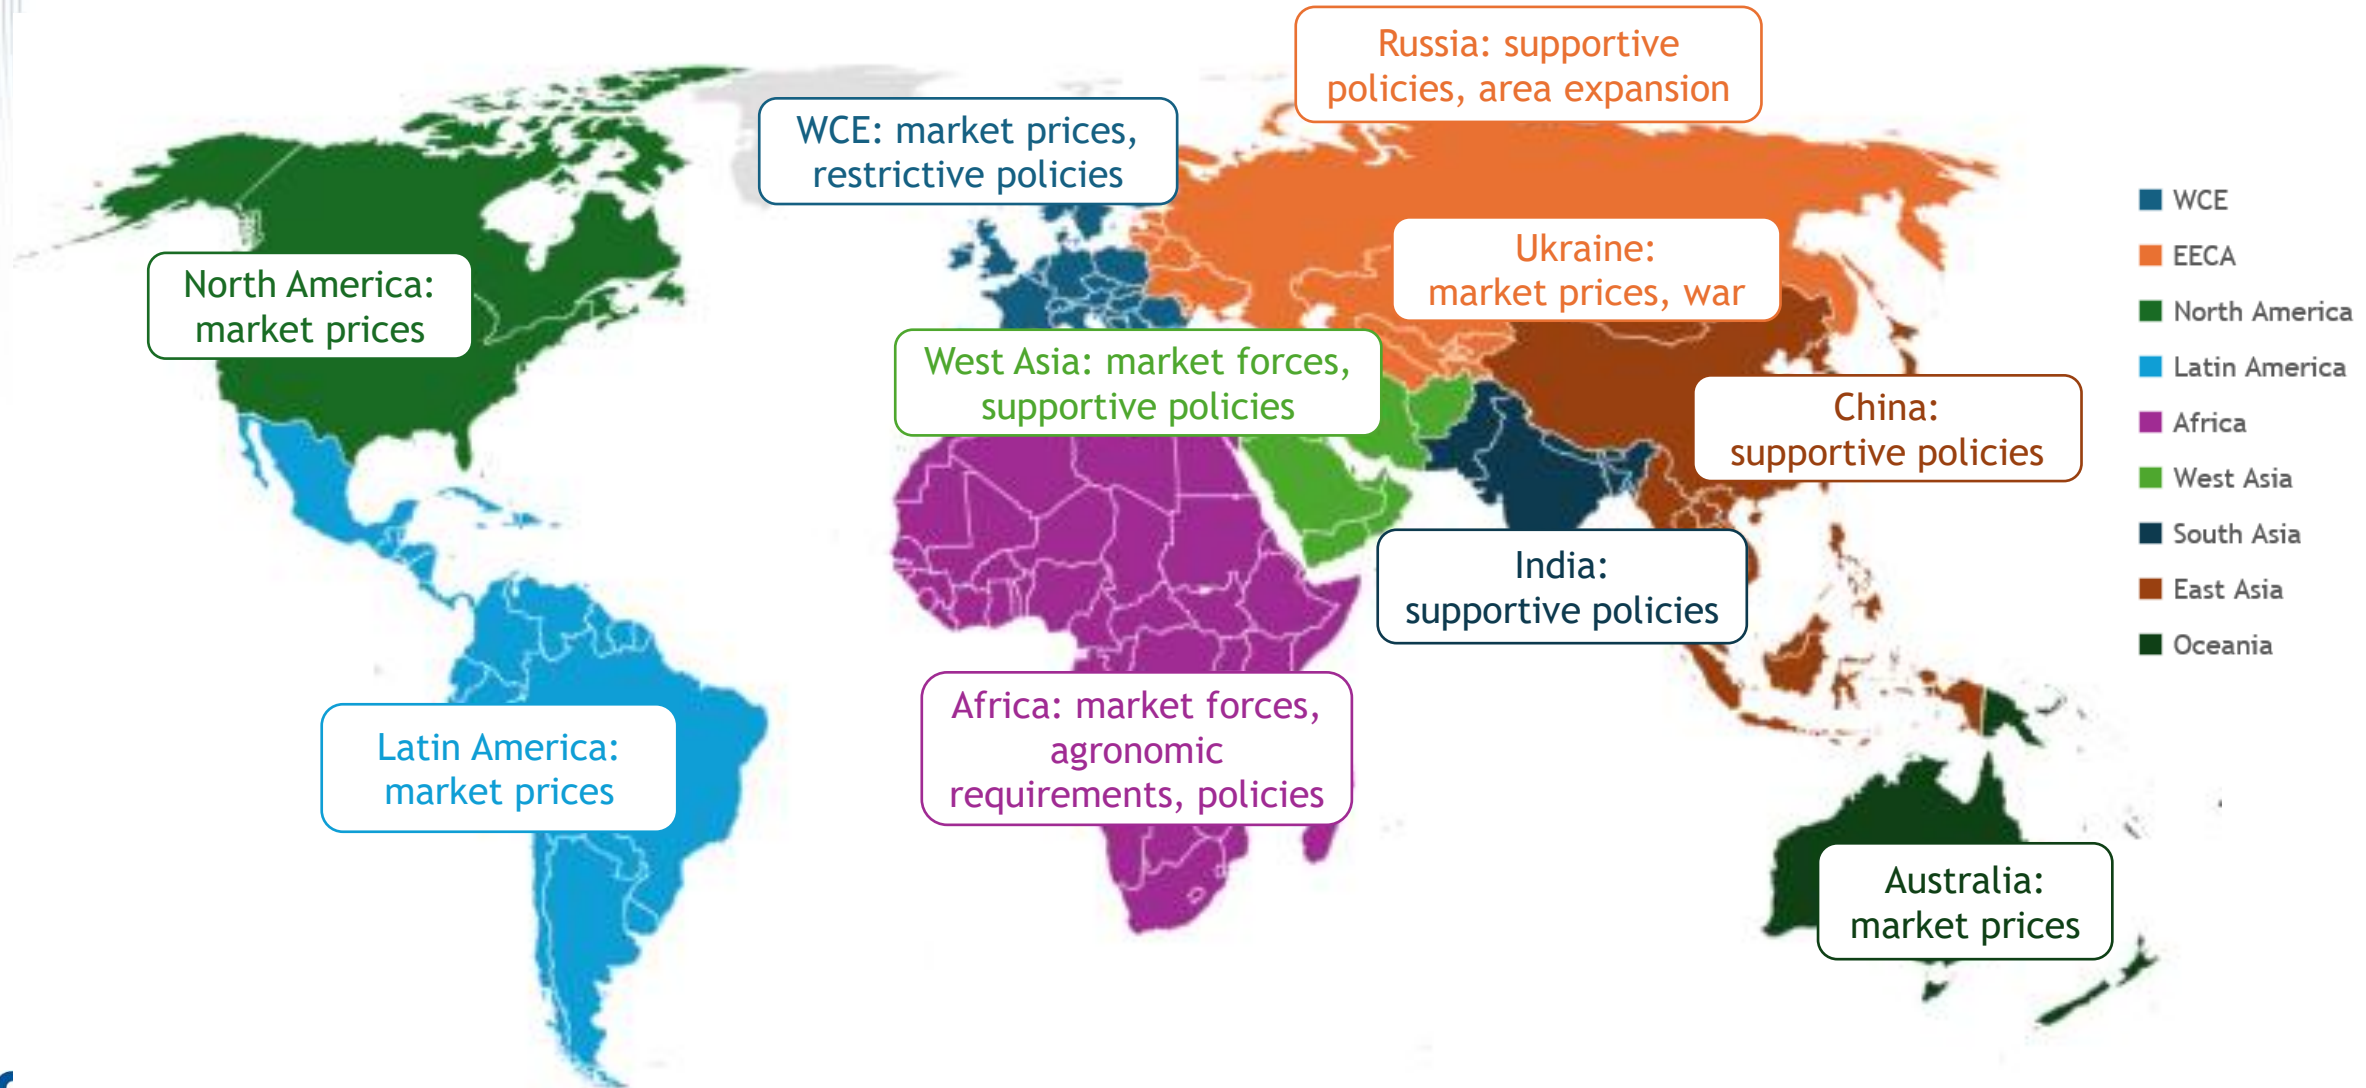 Russia: supportive
policies, area expansion
WCE: market prices,
restrictive policies
Ukraine:
market prices, war
North America:
market prices
West Asia: market forces,
supportive policies
China:
supportive policies
India:
supportive policies
Latin America:
market prices
Africa: market forces,
agronomic
requirements, policies
Australia:
market prices
WCE
EECA
North America
Latin America
Africa
West Asia
South Asia
East Asia
Oceania